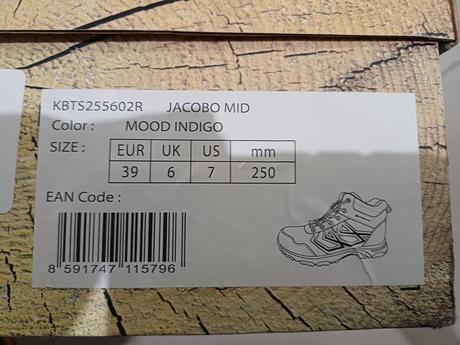 KBTS255602R JACOBO MID
Color : MOOD INDIGO
SIZE : EUR UK US mm
39 6 7 250
EAN Code :
8 591747 115796